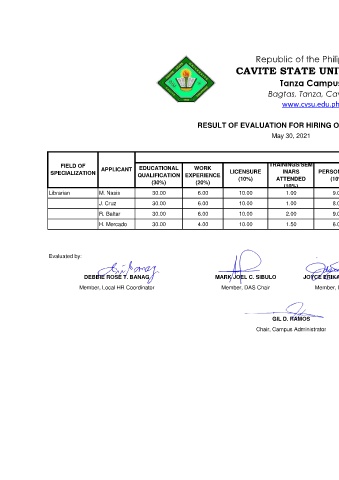 Republic of the Phili
CAVITE STATE UNI
Tanza Campus
Bagtas, Tanza, Cav
www.cvsu.edu.ph
RESULT OF EVALUATION FOR HIRING O
May 30, 2021
FIELD OF SPECIALIZATION APPLICANT EDUCATIONAL QUALIFICATION (30%) WORK EXPERIENCE (20%) LICENSURE (10%) TRAININGS/SEMINARS ATTENDED (10%) PERSON (10%
Librarian M. Nasis 30.00 6.00 10.00 1.00 9.0
J. Cruz 30.00 6.00 10.00 1.00 8.0
R. Baltar 30.00 6.00 10.00 2.00 9.0
H. Mercado 30.00 4.00 10.00 1.50 6.0
Evaluated by:
DEBBIE ROSE T. BANAG MARK JOEL C. SIBULO JOYCE ERIKA
Member, Local HR Coordinator Member, DAS Chair Member,
GIL D. RAMOS
Chair, Campus Administrator